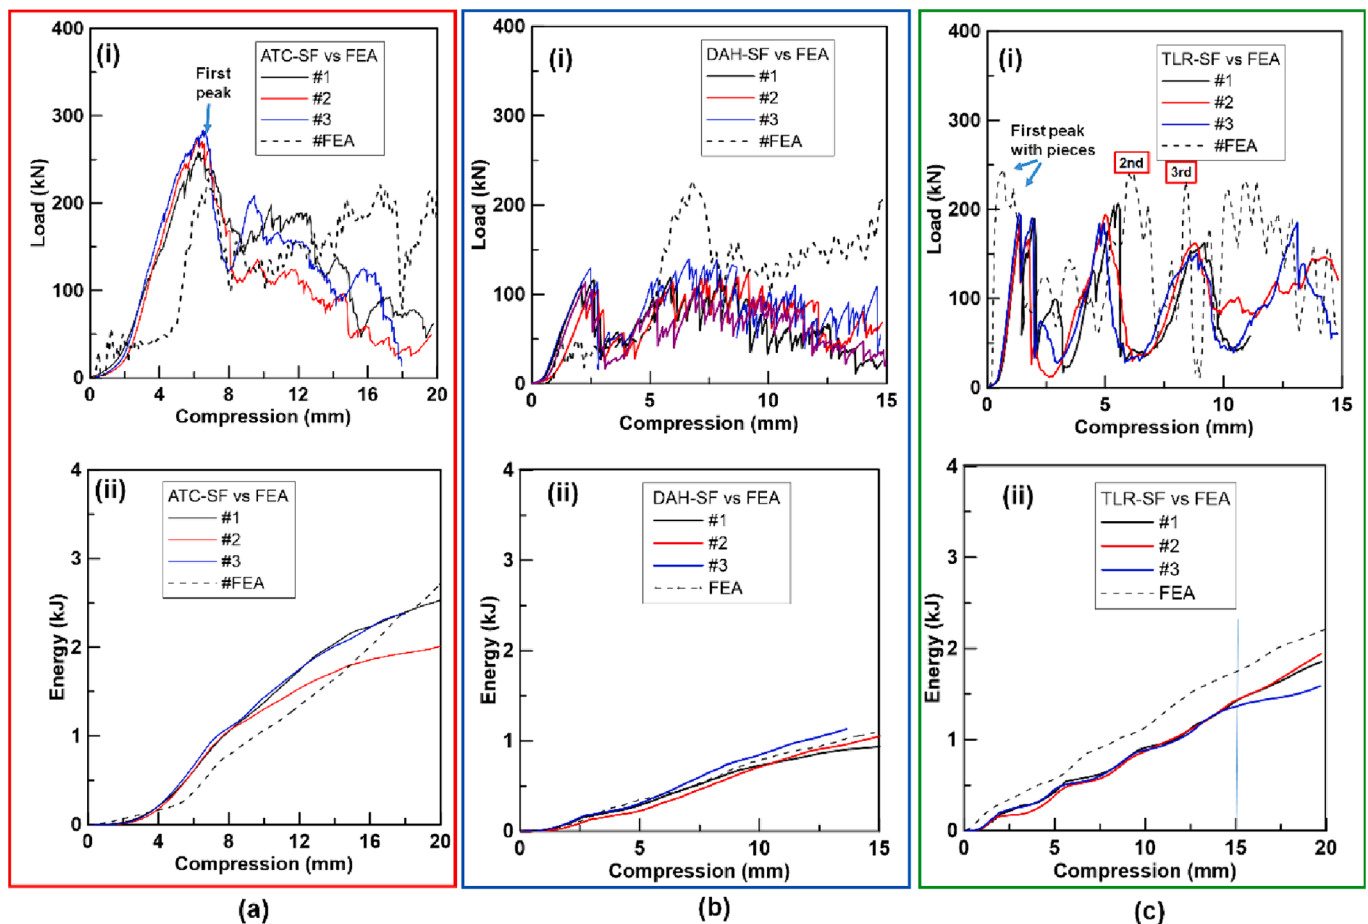 (i)
ATC-SF vs FEA
#1
#2
#3
#FEA
First
peak
Load (kN)
400
300
200
100
0
0 4 8 12 16 20
Compression (mm)
(ii)
ATC-SF vs FEA
#1
#2
#3
#FEA
Energy (kJ)
4
3
2
1
0
0 4 8 12 16 20
Compression (mm)
(a)
(i)
DAH-SF vs FEA
#1
#2
#3
#FEA
Load (kN)
400
300
200
100
0
0 5 10 15
Compression (mm)
(ii)
DAH-SF vs FEA
#1
#2
#3
FEA
Energy (kJ)
4
3
2
1
0
0 5 10 15
Compression (mm)
(b)
(i)
TLR-SF vs FEA
#1
#2
#3
#FEA
First peak
with pieces
2nd
3rd
Load (kN)
400
300
200
100
0
0 5 10 15
Compression (mm)
(ii)
TLR-SF vs FEA
#1
#2
#3
FEA
Energy (kJ)
4
3
2
1
0
0 5 10 15 20
Compression (mm)
(c)